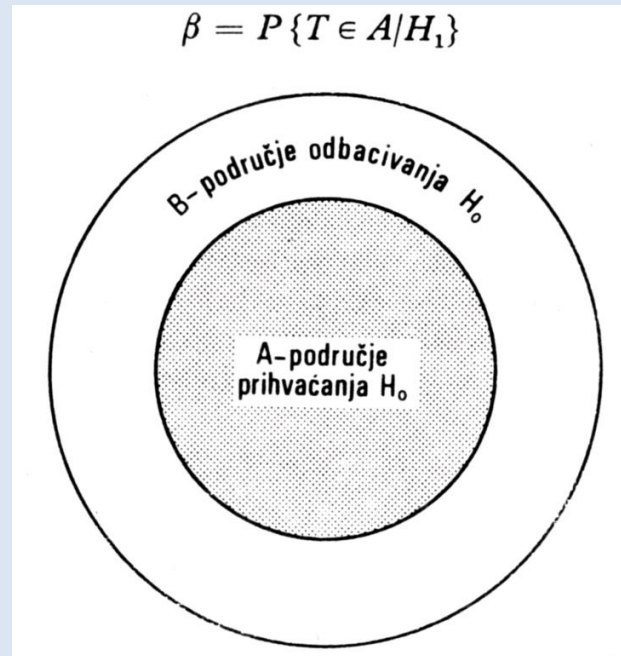 β = P{T ∈ A/H₁}
B-područje odbacivanja H₀
A-područje
prihvaćanja H₀